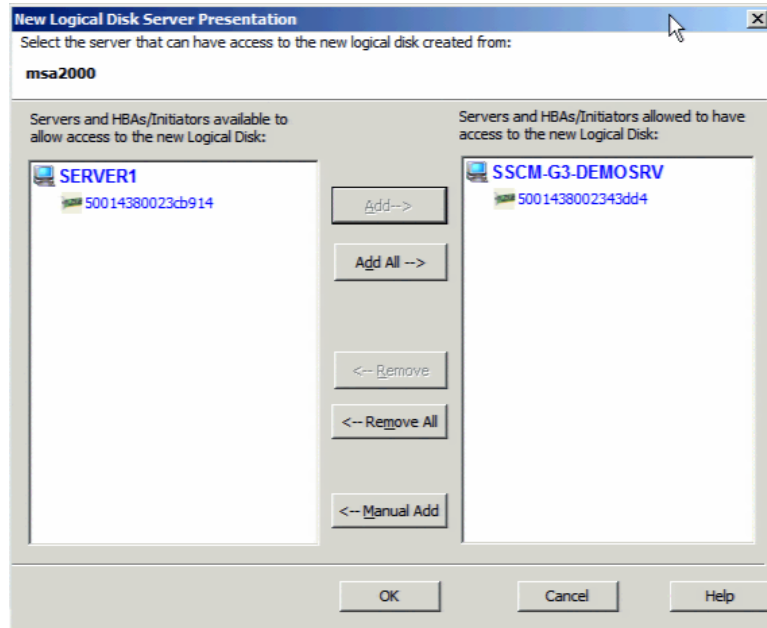 New Logical Disk Server Presentation
Select the server that can have access to the new logical disk created from:
msa2000
Servers and HBAs/Initiators available to
allow access to the new Logical Disk:
Servers and HBAs/Initiators allowed to have
access to the new Logical Disk:
SERVER1
50014380023cb914
SSCM-G3-DEMOSRV
5001438002343dd4
Add-->
Add All -->
<-- Remove
<-- Remove All
<-- Manual Add
OK
Cancel
Help